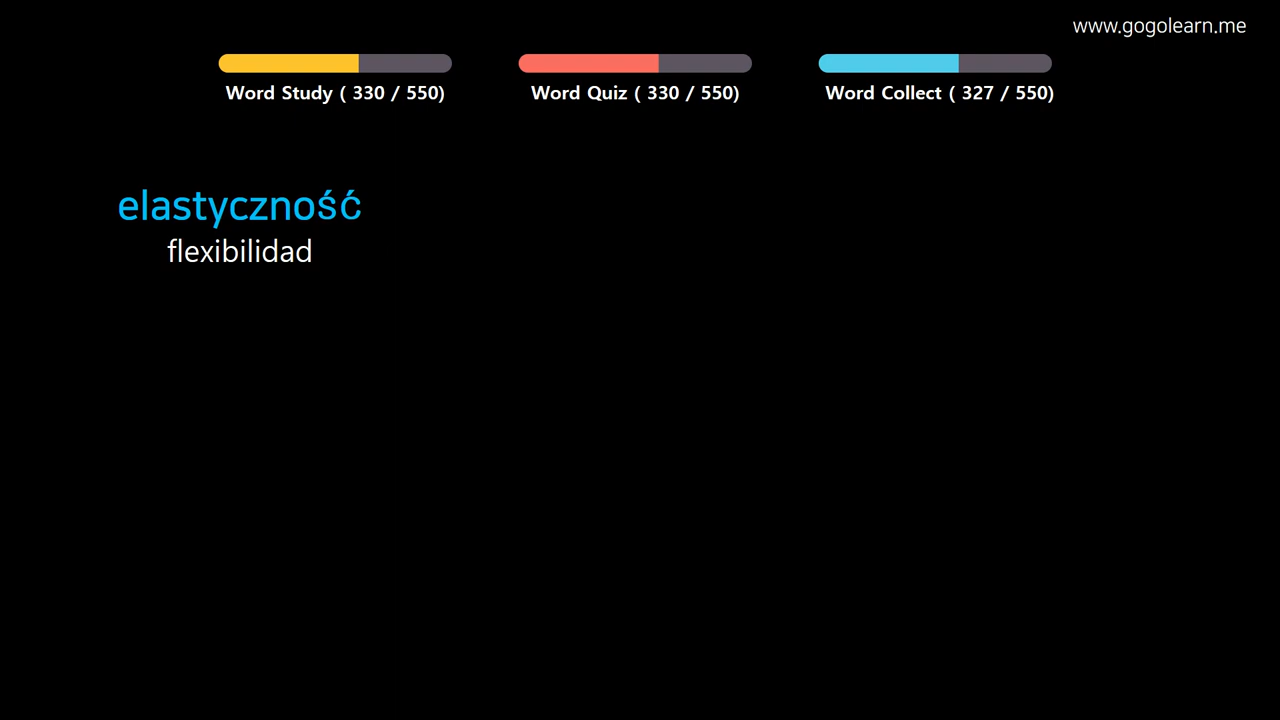 www.gogolearn.me
Word Study ( 330 / 550)
Word Quiz ( 330 / 550)
Word Collect ( 327 / 550)
elastyczność
flexibilidad